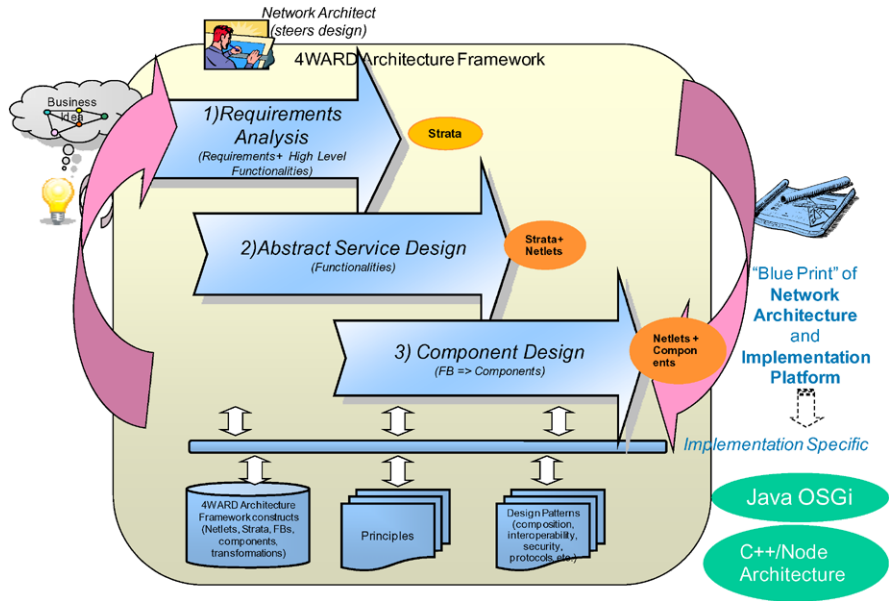 Network Architect
(steers design)
4WARD Architecture Framework
Business
Idea
1)Requirements
Analysis
(Requirements+ High Level
Functionalities)
Strata
2)Abstract Service Design
(Functionalities)
Strata+
Netlets
3) Component Design
(FB => Components)
Netlets +
Compon
ents
"Blue Print" of
Network
Architecture
and
Implementation
Platform
Implementation Specific
Java OSGi
C++/Node
Architecture
4WARD Architecture
Framework constructs
(Netlets, Strata, FBs,
components,
transformations)
Principles
Design Patterns
(composition,
interoperability,
security,
protocols,etc.)